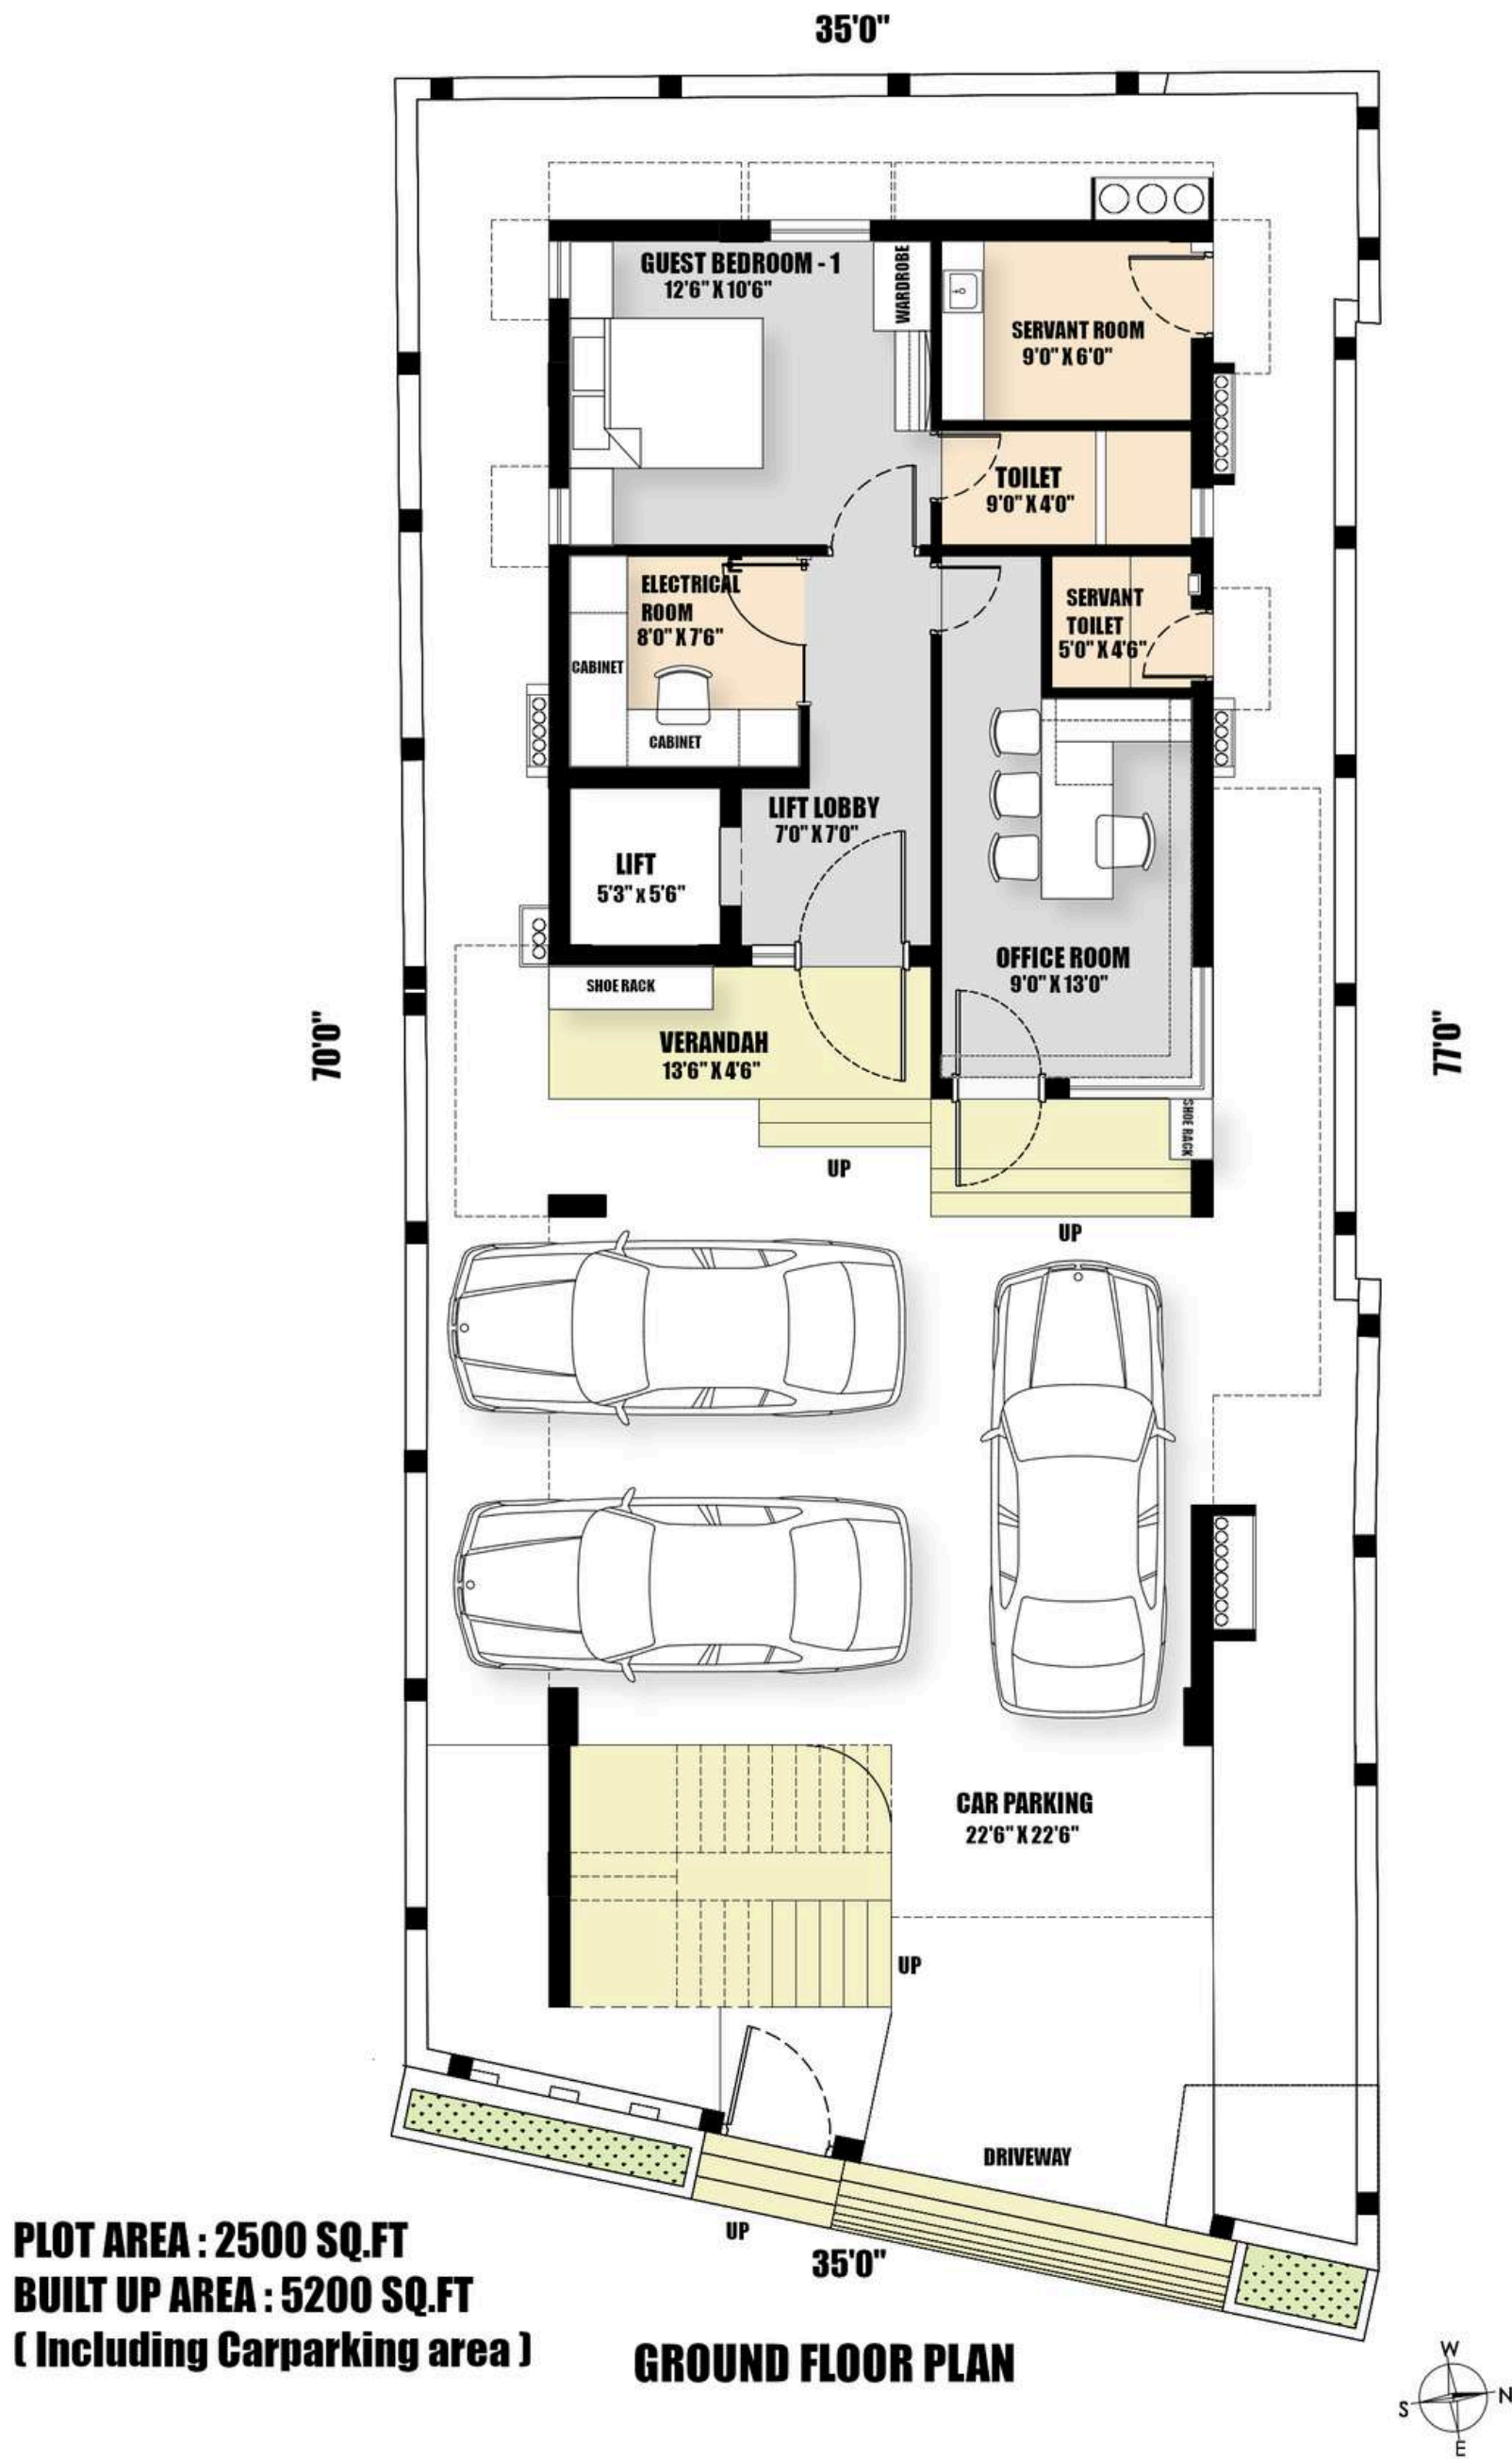 35'0"
GUEST BEDROOM - 1
12'6" X 10'6"
WARDROBE
SERVANT ROOM
9'0" X 6'0"
TOILET
9'0" X 4'0"
ELECTRICAL
ROOM
8'0" X 7'6"
CABINET
CABINET
SERVANT
TOILET
5'0" X 4'6"
LIFT LOBBY
7'0" X 7'0"
LIFT
5'3" x 5'6"
OFFICE ROOM
9'0" X 13'0"
SHOE RACK
VERANDAH
13'6" X 4'6"
SHOE RACK
70'0"
77'0"
UP
UP
CAR PARKING
22'6" X 22'6"
UP
DRIVEWAY
UP
35'0"
PLOT AREA : 2500 SQ.FT
BUILT UP AREA : 5200 SQ.FT
( Including Carparking area )
GROUND FLOOR PLAN
W
N
S
E